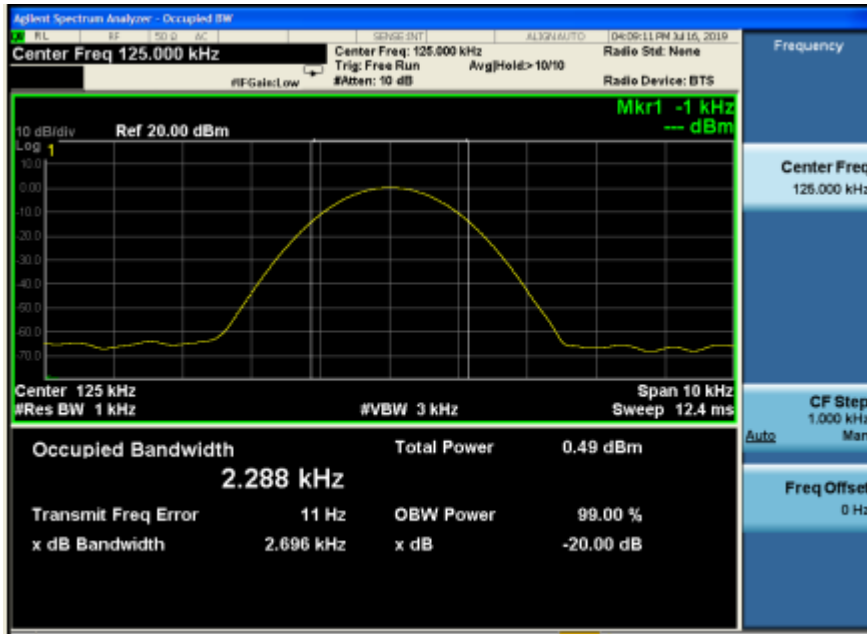 Agilent Spectrum Analyzer - Occupied BW
RL RF 50 Ω AC SENSE:INT ALIGN AUTO 04:09:11 PM Jul 16, 2019
Center Freq 125.000 kHz
Center Freq: 125.000 kHz
Radio Std: None
Trig: Free Run Avg|Hold:>10/10
#IFGain:Low #Atten: 10 dB Radio Device: BTS
Frequency
Mkr1 -1 kHz
--- dBm
10 dB/div Ref 20.00 dBm
Log
1
10.0
0.00
-10.0
-20.0
-30.0
-40.0
-50.0
-60.0
-70.0
Center 125 kHz Span 10 kHz
#Res BW 1 kHz #VBW 3 kHz Sweep 12.4 ms
Occupied Bandwidth Total Power 0.49 dBm
2.288 kHz
Transmit Freq Error 11 Hz OBW Power 99.00 %
x dB Bandwidth 2.696 kHz x dB -20.00 dB
Center Freq
125.000 kHz
CF Step
1.000 kHz
Auto Man
Freq Offset
0 Hz